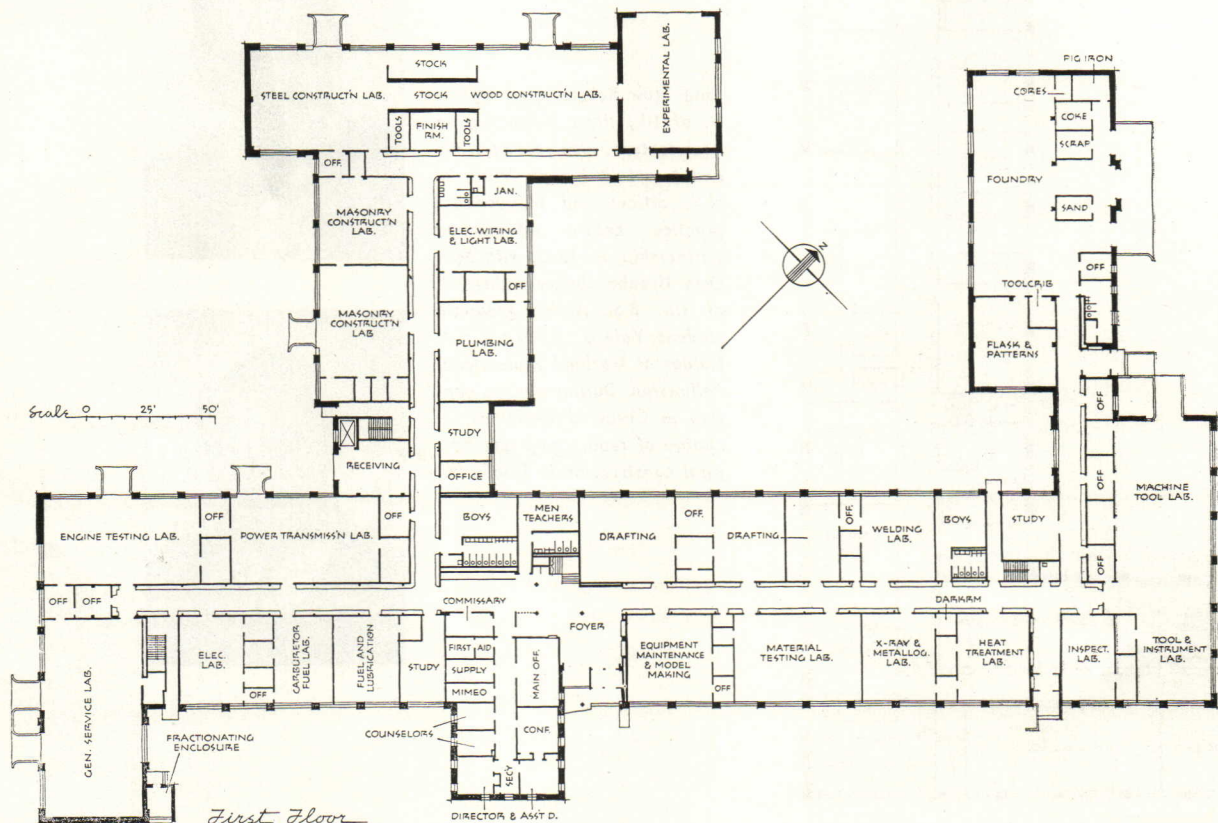 EXPERIMENTAL LAB.
STOCK
STEEL CONSTRUCT'N LAB.
STOCK
WOOD CONSTRUCT'N LAB.
TOOLS
FINISH
RM.
TOOLS
OFF.
JAN.
MASONRY
CONSTRUCT'N
LAB.
ELEC. WIRING
& LIGHT LAB.
OFF
MASONRY
CONSTRUCT'N
LAB
PLUMBING
LAB.
STUDY
RECEIVING
OFFICE
N
PIG IRON
CORES
COKE
SCRAP
FOUNDRY
SAND
OFF
TOOLCRIB
FLASK &
PATTERNS
OFF
OFF
OFF
MACHINE
TOOL LAB.
Scale 0 25' 50'
ENGINE TESTING LAB.
OFF
POWER TRANSMISS'N LAB.
OFF
BOYS
MEN
TEACHERS
DRAFTING
OFF.
DRAFTING
OFF.
WELDING
LAB.
BOYS
STUDY
OFF
OFF
COMMISSARY
FOYER
DARKRM
GEN. SERVICE LAB.
ELEC.
LAB.
OFF
CARBURETOR
FUEL LAB.
FUEL AND
LUBRICATION
STUDY
FIRST AID
SUPPLY
MIMEO
MAIN OFF.
COUNSELORS
CONF.
SECY
DIRECTOR & ASS'T D.
EQUIPMENT
MAINTENANCE
& MODEL
MAKING
OFF
MATERIAL
TESTING LAB.
X-RAY &
METALLOG.
LAB.
HEAT
TREATMENT
LAB.
INSPECT.
LAB.
TOOL &
INSTRUMENT
LAB.
FRACTIONATING
ENCLOSURE
First Floor